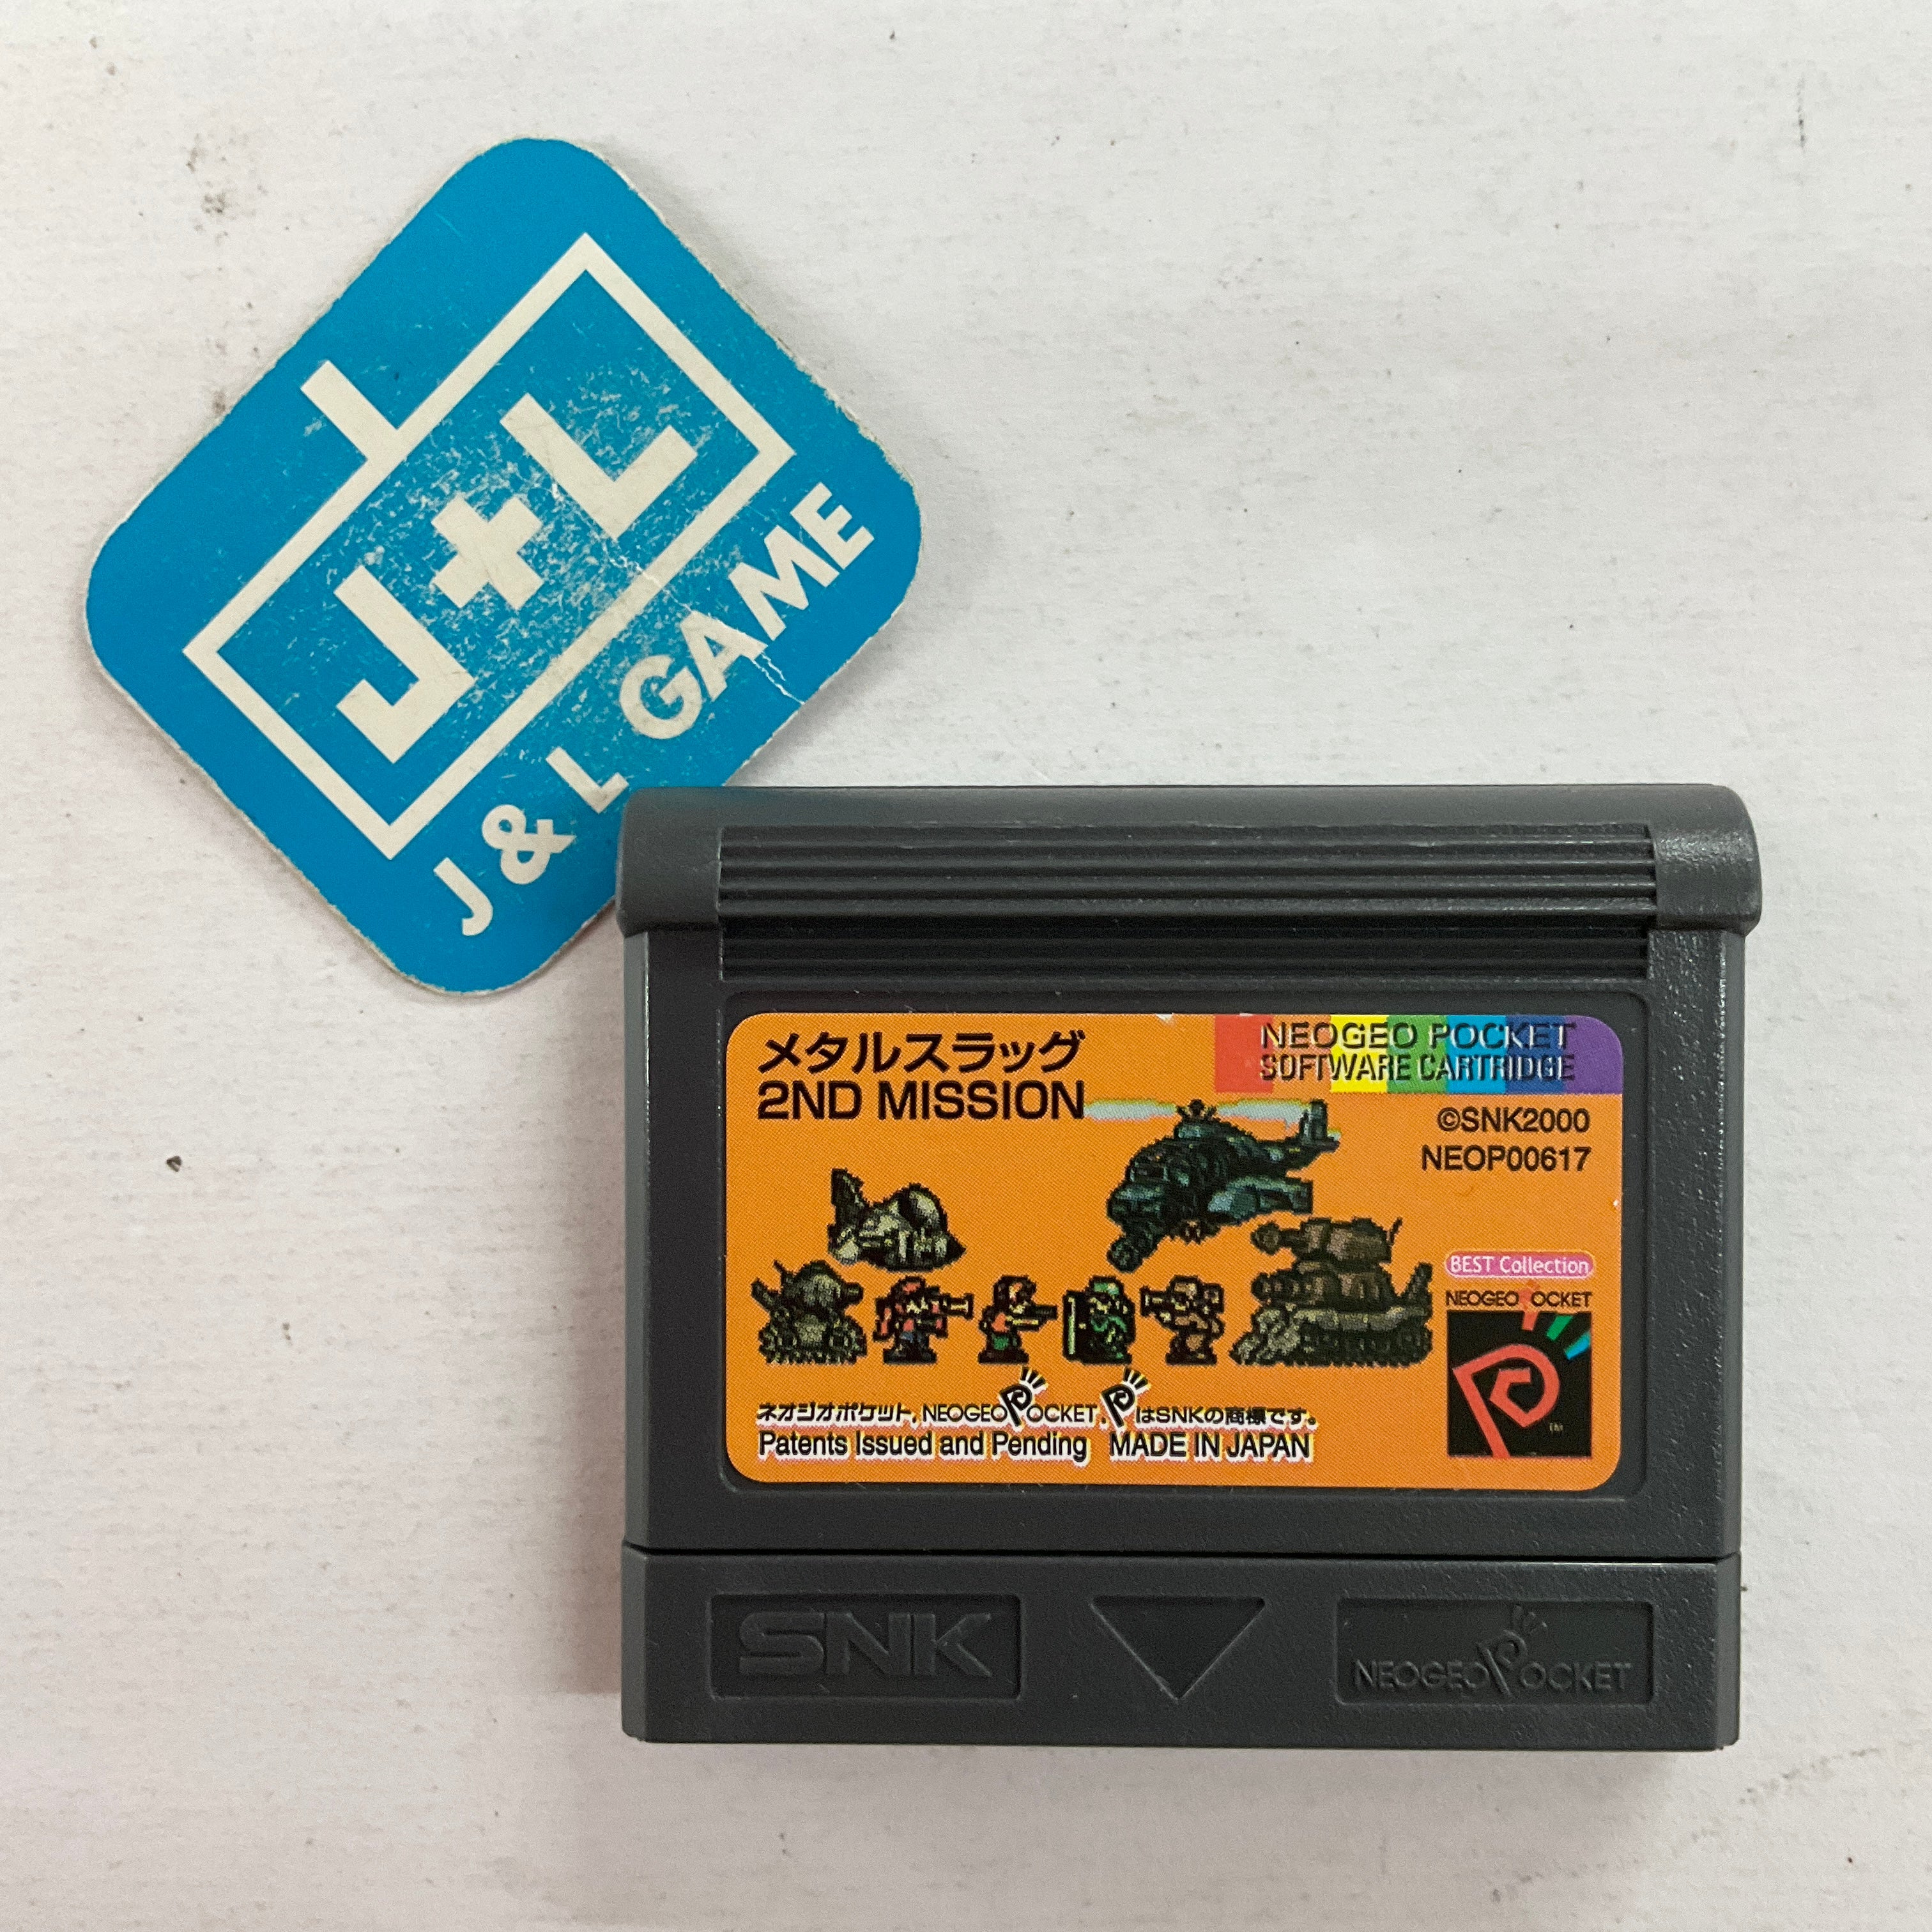 J+L
J & L GAME
メタルスラッグ
2ND MISSION
NEOGEO POCKET
SOFTWARE CARTRIDGE
©SNK2000
NEOP00617
BEST Collection
NEOGEO POCKET
TM
ネオジオポケット, NEOGEO POCKET, PはSNKの商標です。
Patents Issued and Pending MADE IN JAPAN
SNK
NEOGEO POCKET